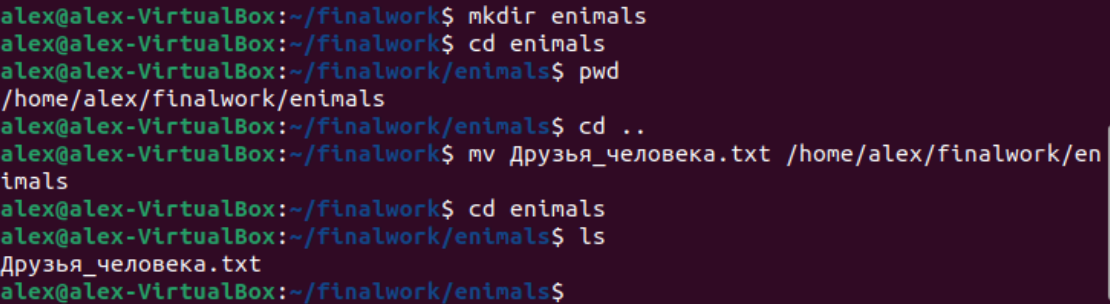 alex@alex-VirtualBox:~/finalwork$ mkdir enimals
alex@alex-VirtualBox:~/finalwork$ cd enimals
alex@alex-VirtualBox:~/finalwork/enimals$ pwd
/home/alex/finalwork/enimals
alex@alex-VirtualBox:~/finalwork/enimals$ cd ..
alex@alex-VirtualBox:~/finalwork$ mv Друзья_человека.txt /home/alex/finalwork/en
imals
alex@alex-VirtualBox:~/finalwork$ cd enimals
alex@alex-VirtualBox:~/finalwork/enimals$ ls
Друзья_человека.txt
alex@alex-VirtualBox:~/finalwork/enimals$